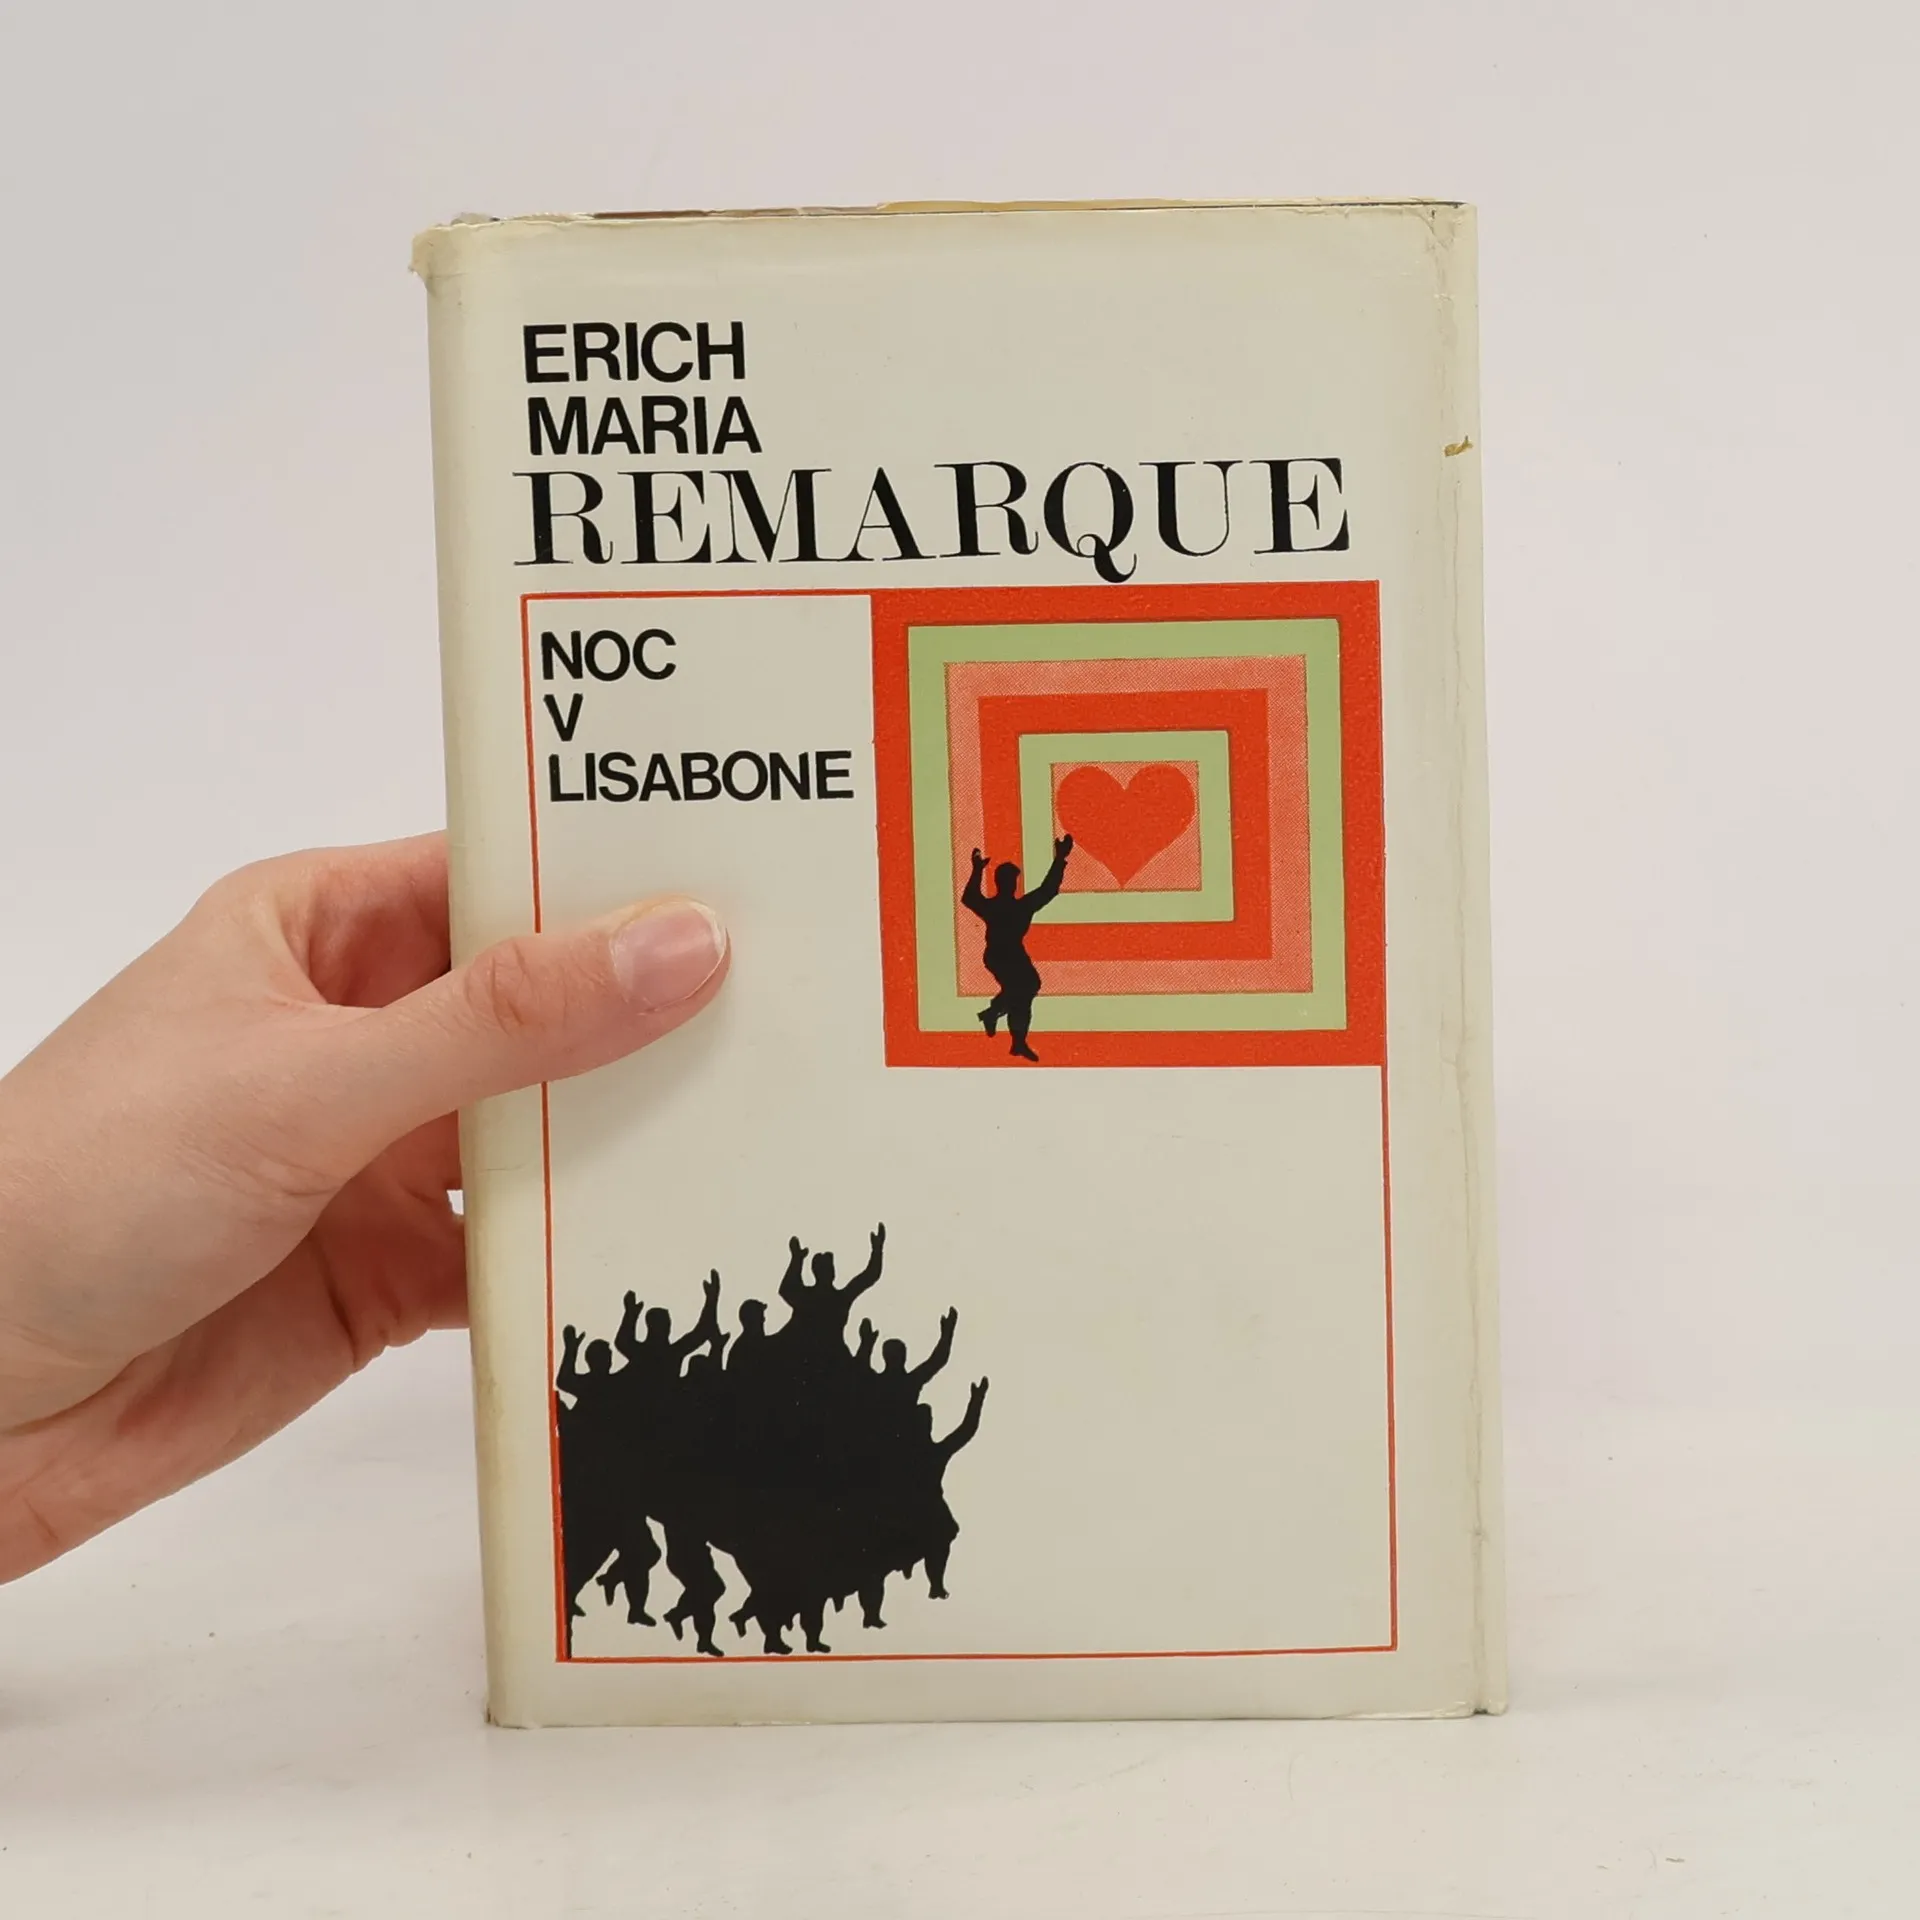 ERICH
MARIA
REMARQUE
NOC
V
LISABONE